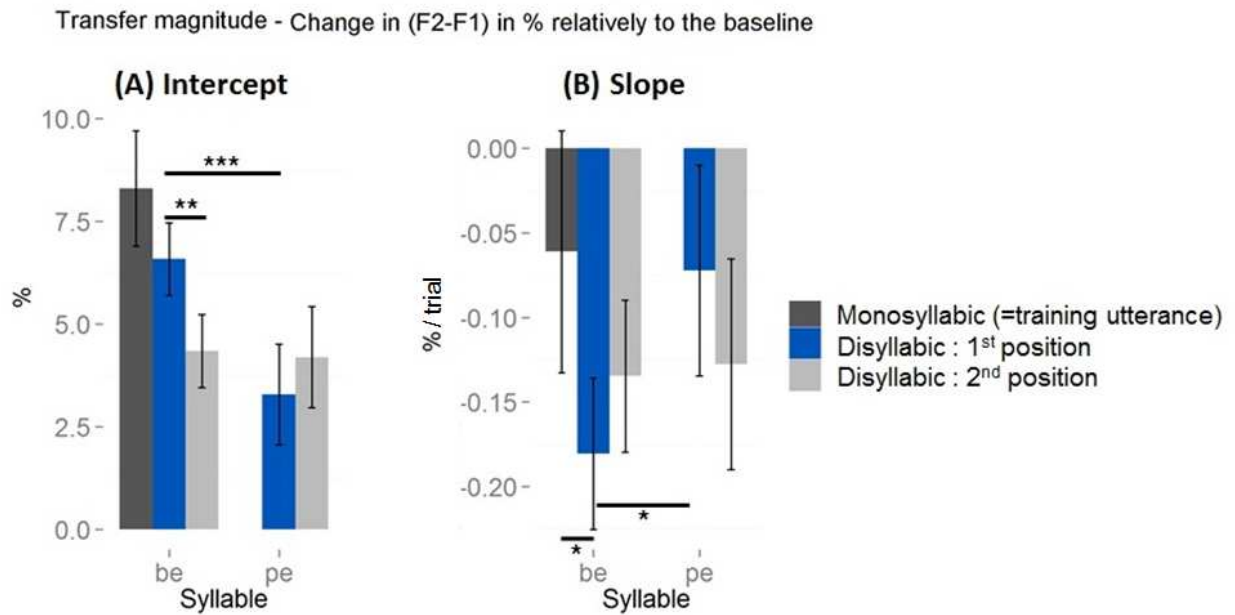 Transfer magnitude - Change in (F2-F1) in % relatively to the baseline
(A) Intercept
10.0
7.5
5.0
2.5
0.0
%
***
**
be
pe
Syllable
(B) Slope
0.00
-0.05
-0.10
-0.15
-0.20
% / trial
*
*
be
pe
Syllable
Monosyllabic (=training utterance)
Disyllabic : 1st position
Disyllabic : 2nd position